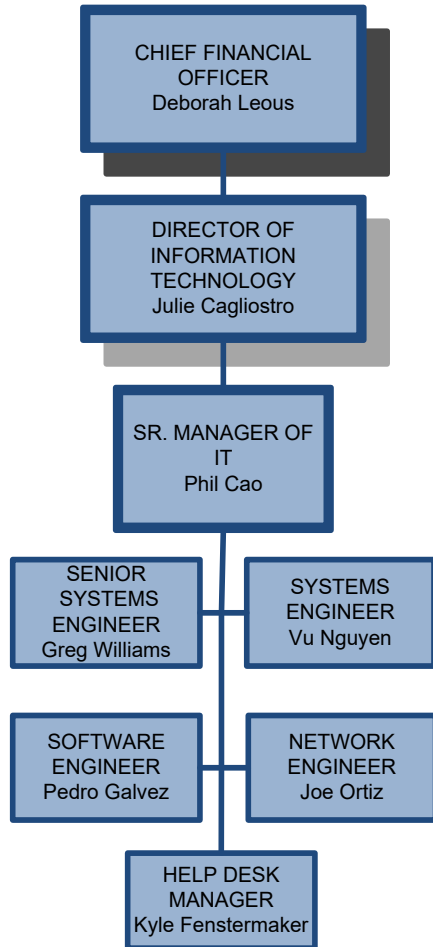 CHIEF FINANCIAL
OFFICER
Deborah Leous
DIRECTOR OF
INFORMATION
TECHNOLOGY
Julie Cagliostro
SR. MANAGER OF
IT
Phil Cao
SENIOR
SYSTEMS
ENGINEER
Greg Williams
SYSTEMS
ENGINEER
Vu Nguyen
SOFTWARE
ENGINEER
Pedro Galvez
NETWORK
ENGINEER
Joe Ortiz
HELP DESK
MANAGER
Kyle Fenstermaker